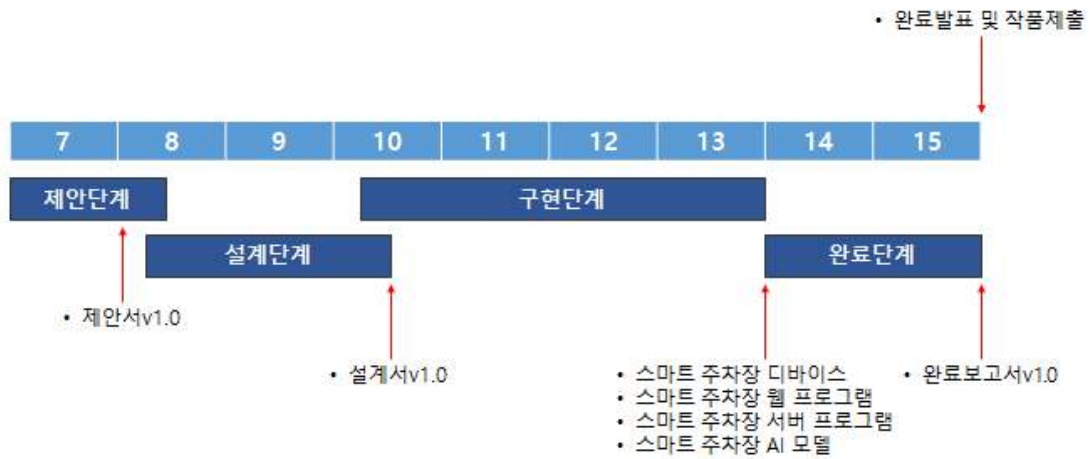 • 완료발표 및 작품제출
7 8 9 10 11 12 13 14 15
제안단계 구현단계
설계단계 완료단계
• 제안서v1.0
• 설계서v1.0
• 스마트 주차장 디바이스
• 스마트 주차장 웹 프로그램
• 스마트 주차장 서버 프로그램
• 스마트 주차장 AI 모델
• 완료보고서v1.0